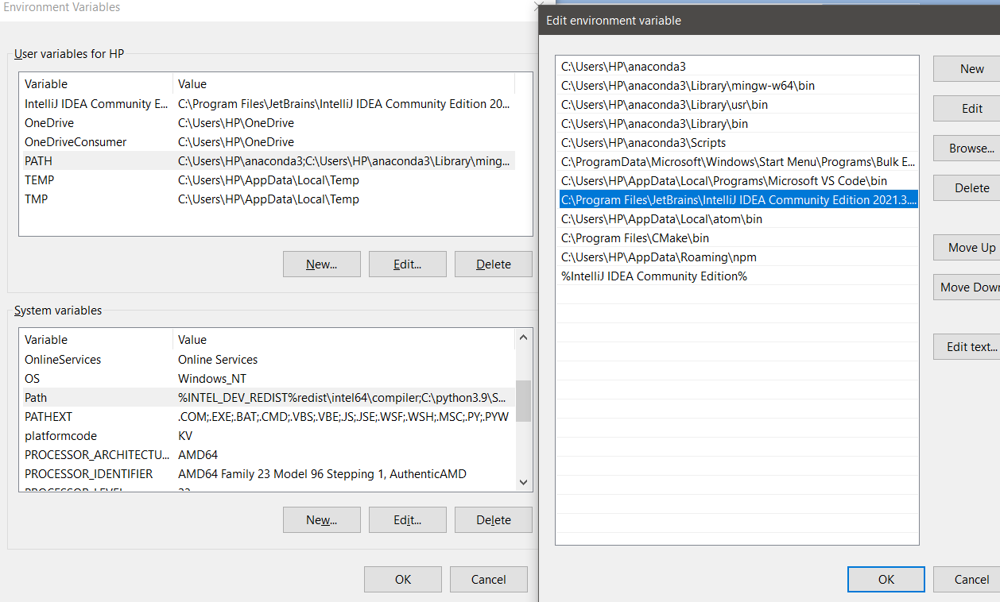 Environment Variables
User variables for HP
Variable Value
IntelliJ IDEA Community E... C:\Program Files\JetBrains\IntelliJ IDEA Community Edition 20...
OneDrive C:\Users\HP\OneDrive
OneDriveConsumer C:\Users\HP\OneDrive
PATH C:\Users\HP\anaconda3;C:\Users\HP\anaconda3\Library\ming...
TEMP C:\Users\HP\AppData\Local\Temp
TMP C:\Users\HP\AppData\Local\Temp
New... Edit... Delete
System variables
Variable Value
OnlineServices Online Services
OS Windows_NT
Path %INTEL_DEV_REDIST%redist\intel64\compiler;C:\python3.9\S...
PATHEXT .COM;.EXE;.BAT;.CMD;.VBS;.VBE;.JS;.JSE;.WSF;.WSH;.MSC;.PY;.PYW
platformcode KV
PROCESSOR_ARCHITECTU... AMD64
PROCESSOR_IDENTIFIER AMD64 Family 23 Model 96 Stepping 1, AuthenticAMD
New... Edit... Delete
OK Cancel
Edit environment variable
C:\Users\HP\anaconda3
C:\Users\HP\anaconda3\Library\mingw-w64\bin
C:\Users\HP\anaconda3\Library\usr\bin
C:\Users\HP\anaconda3\Library\bin
C:\Users\HP\anaconda3\Scripts
C:\ProgramData\Microsoft\Windows\Start Menu\Programs\Bulk E...
C:\Users\HP\AppData\Local\Programs\Microsoft VS Code\bin
C:\Program Files\JetBrains\IntelliJ IDEA Community Edition 2021.3....
C:\Users\HP\AppData\Local\atom\bin
C:\Program Files\CMake\bin
C:\Users\HP\AppData\Roaming\npm
%IntelliJ IDEA Community Edition%
New
Edit
Browse...
Delete
Move Up
Move Down
Edit text...
OK Cancel